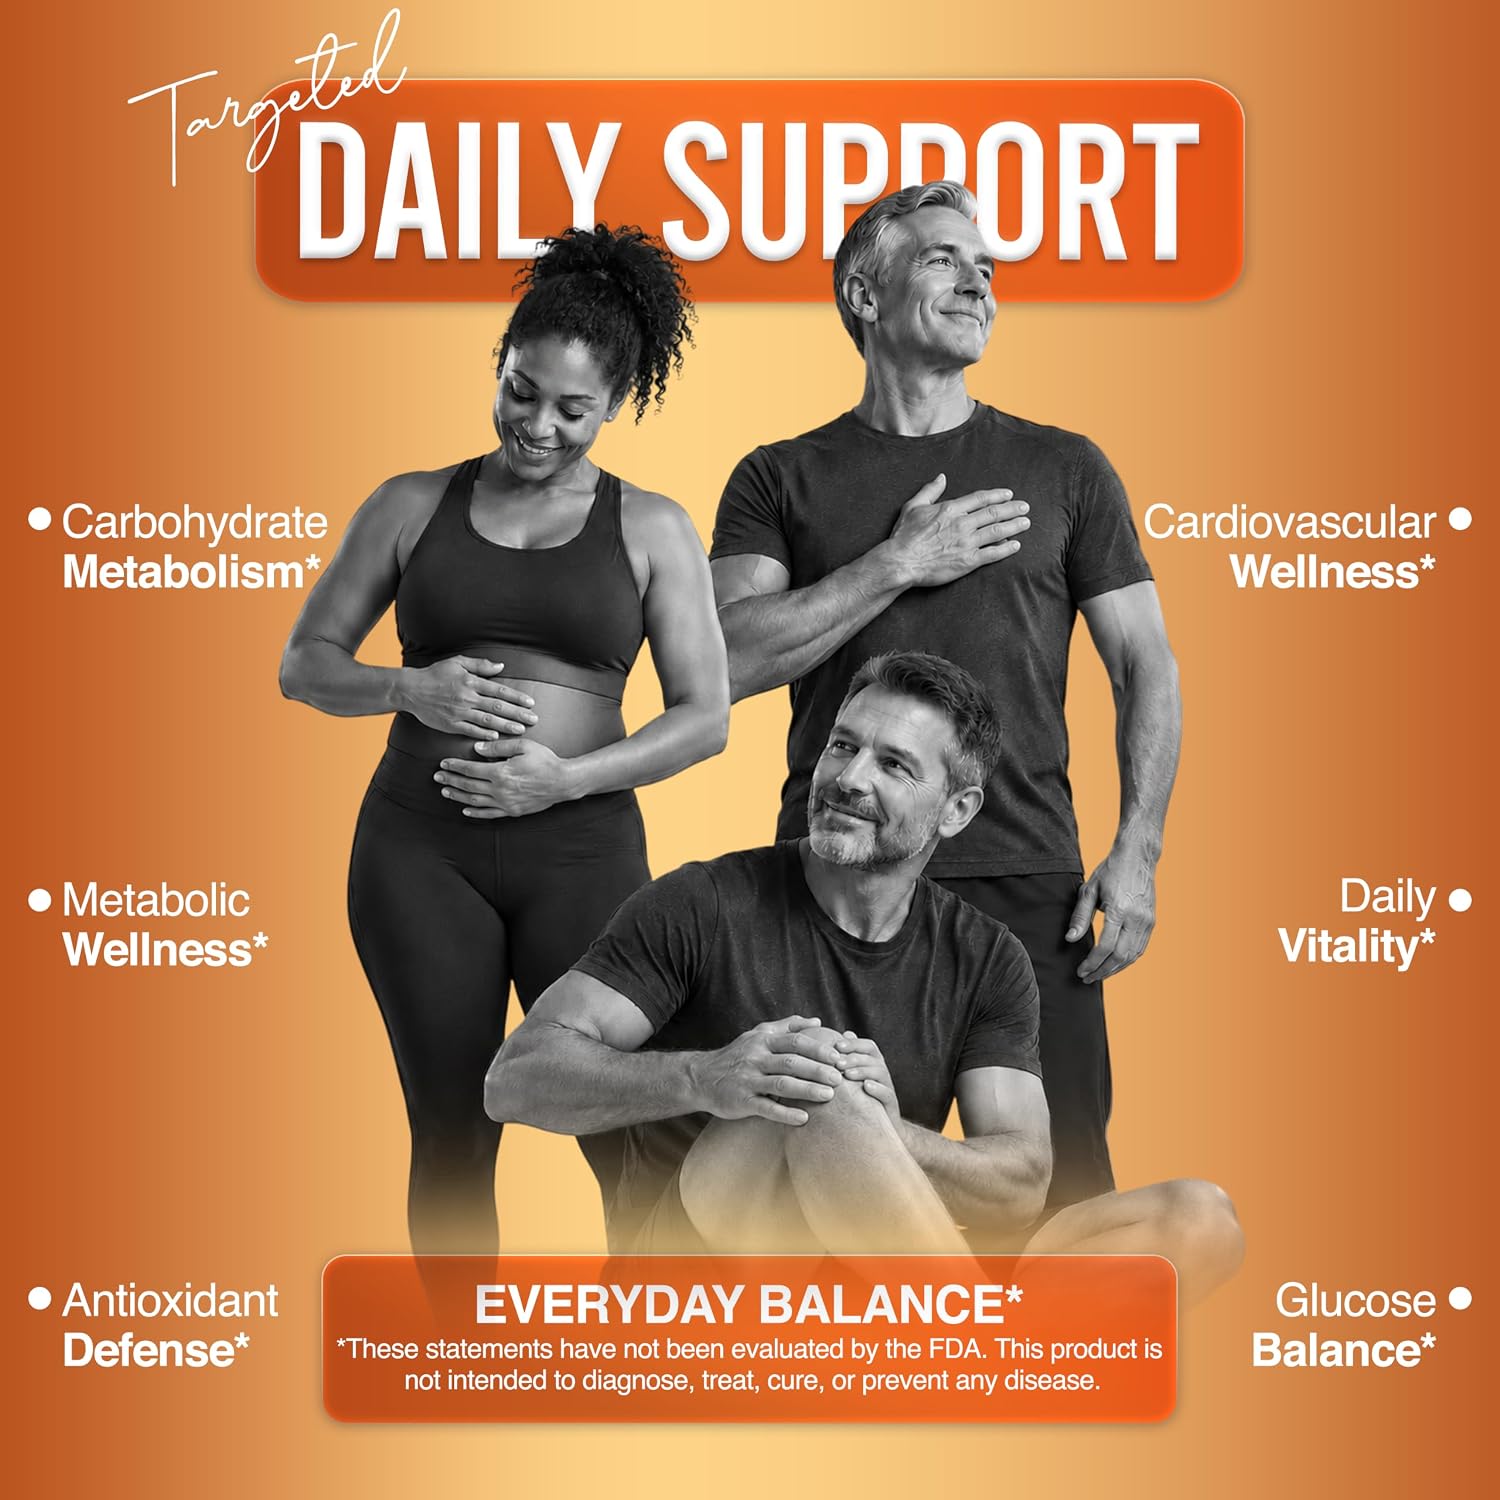 Targeted
DAILY SUPPORT
Carbohydrate
Metabolism*
Metabolic
Wellness*
Antioxidant
Defense*
Cardiovascular
Wellness*
Daily
Vitality*
Glucose
Balance*
EVERYDAY BALANCE*
*These statements have not been evaluated by the FDA. This product is
not intended to diagnose, treat, cure, or prevent any disease.